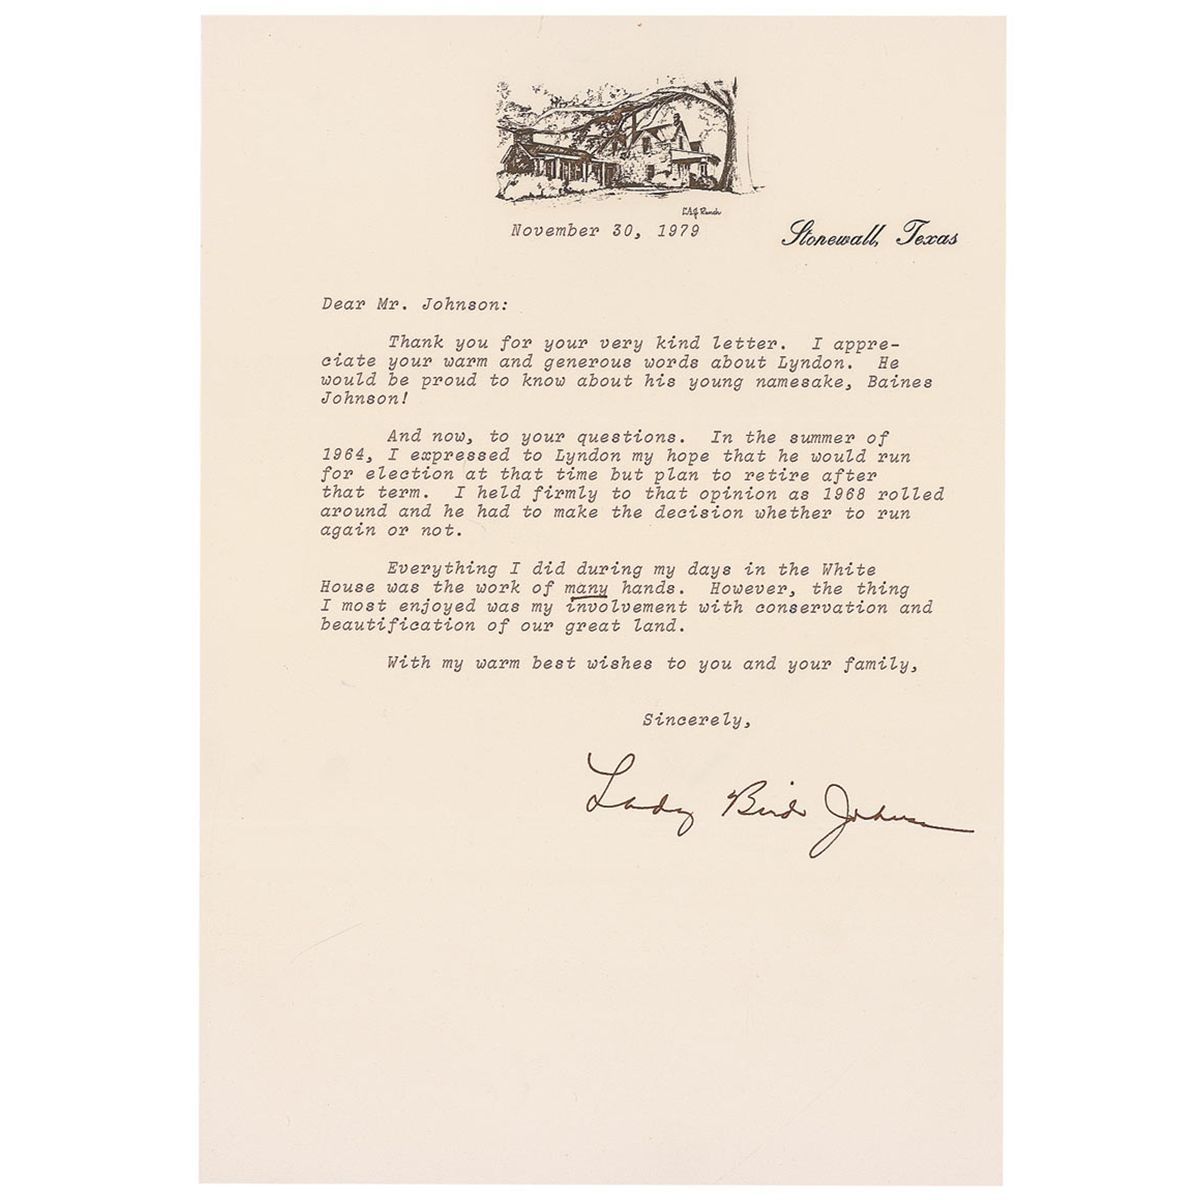 LBJ Ranch
November 30, 1979
Stonewall, Texas
Dear Mr. Johnson:
Thank you for your very kind letter. I appre-
ciate your warm and generous words about Lyndon. He
would be proud to know about his young namesake, Baines
Johnson!
And now, to your questions. In the summer of
1964, I expressed to Lyndon my hope that he would run
for election at that time but plan to retire after
that term. I held firmly to that opinion as 1968 rolled
around and he had to make the decision whether to run
again or not.
Everything I did during my days in the White
House was the work of many hands. However, the thing
I most enjoyed was my involvement with conservation and
beautification of our great land.
With my warm best wishes to you and your family,
Sincerely,
Lady Bird Johnson